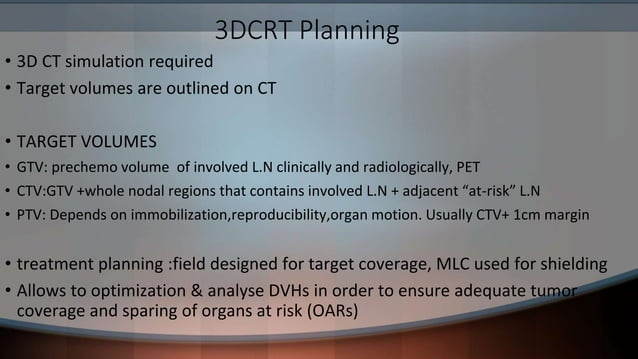 3DCRT Planning
• 3D CT simulation required
• Target volumes are outlined on CT
• TARGET VOLUMES
• GTV: prechemo volume of involved L.N clinically and radiologically, PET
• CTV:GTV +whole nodal regions that contains involved L.N + adjacent “at-risk” L.N
• PTV: Depends on immobilization,reproducibility,organ motion. Usually CTV+ 1cm margin
• treatment planning :field designed for target coverage, MLC used for shielding
• Allows to optimization & analyse DVHs in order to ensure adequate tumor
coverage and sparing of organs at risk (OARs)